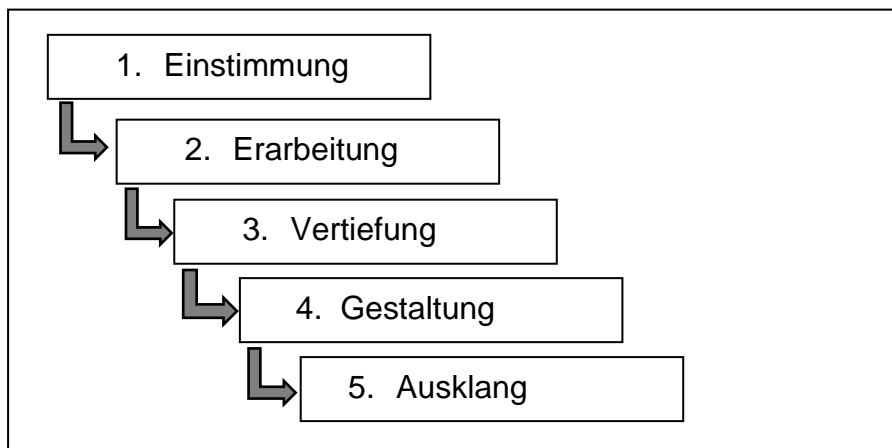 1. Einstimmung
2. Erarbeitung
3. Vertiefung
4. Gestaltung
5. Ausklang